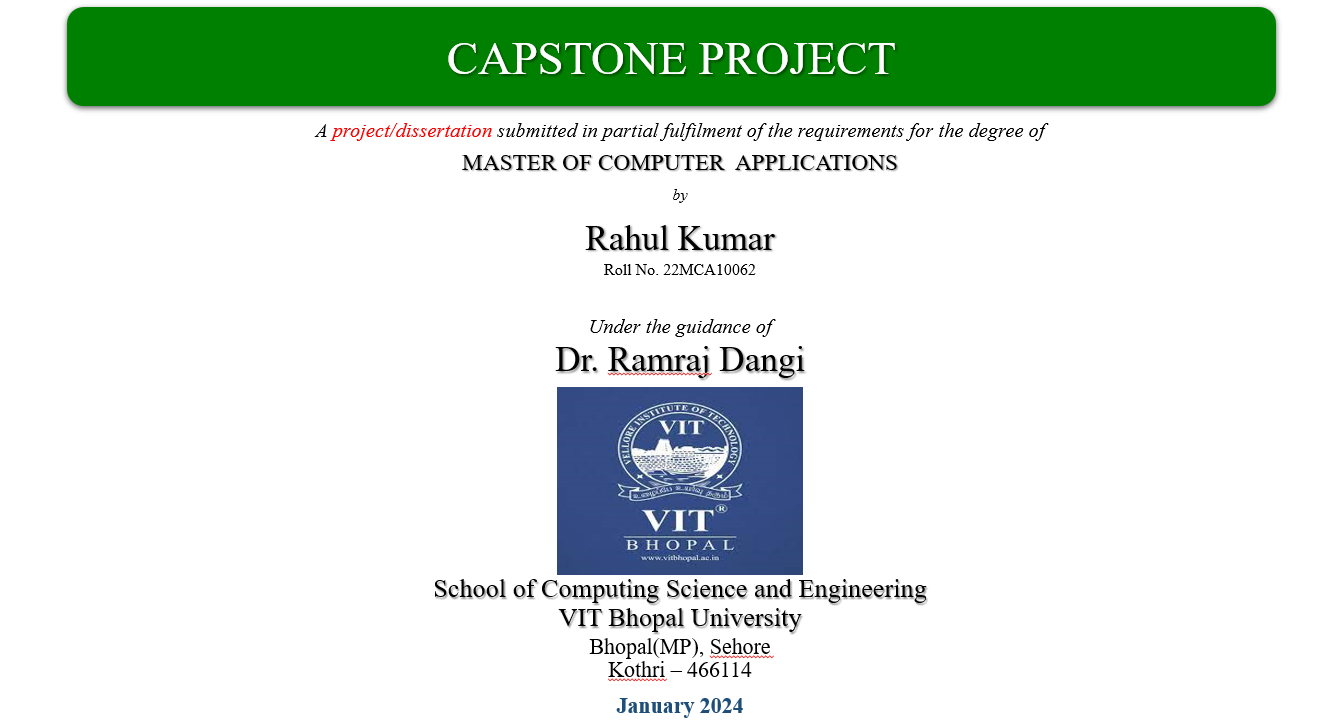 CAPSTONE PROJECT
A project/dissertation submitted in partial fulfilment of the requirements for the degree of
MASTER OF COMPUTER  APPLICATIONS
by
Rahul Kumar
Roll No. 22MCA10062
Under the guidance of
Dr. Ramraj Dangi
VELLORE INSTITUTE OF TECHNOLOGY
VIT
VIT®
BHOPAL
www.vitbhopal.ac.in
School of Computing Science and Engineering
VIT Bhopal University
Bhopal(MP), Sehore
Kothri – 466114
January 2024